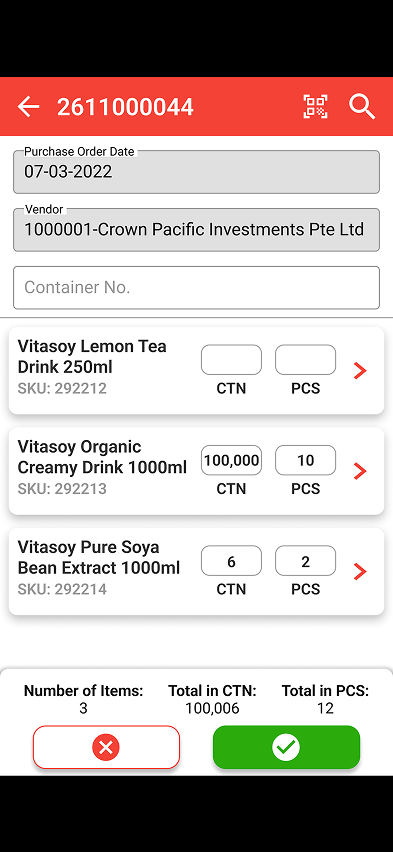 2611000044
Purchase Order Date
07-03-2022
Vendor
1000001-Crown Pacific Investments Pte Ltd
Container No.
Vitasoy Lemon Tea
Drink 250ml
SKU: 292212
CTN
PCS
Vitasoy Organic
Creamy Drink 1000ml
SKU: 292213
100,000
10
CTN
PCS
Vitasoy Pure Soya
Bean Extract 1000ml
SKU: 292214
6
2
CTN
PCS
Number of Items:
3
Total in CTN:
100,006
Total in PCS:
12